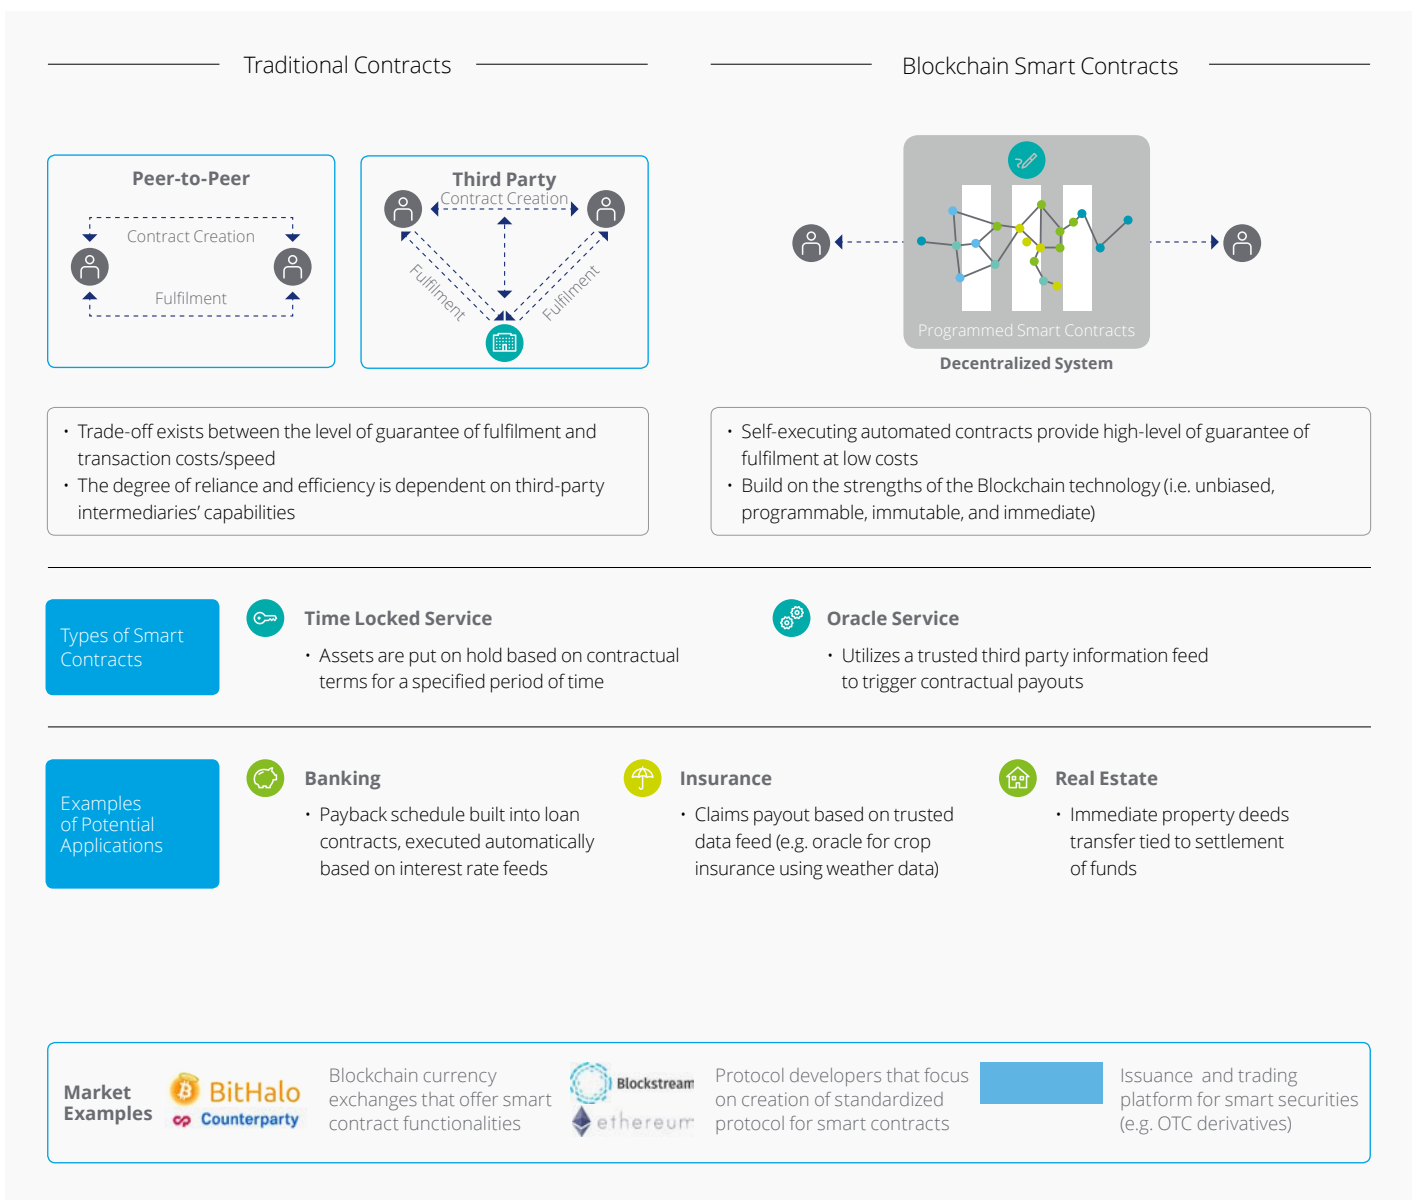 Traditional Contracts
Blockchain Smart Contracts
Peer-to-Peer
Contract Creation
Fulfilment
Third Party
Contract Creation
Fulfilment
Fulfilment
Programmed Smart Contracts
Decentralized System
• Trade-off exists between the level of guarantee of fulfilment and
transaction costs/speed
• The degree of reliance and efficiency is dependent on third-party
intermediaries’ capabilities
• Self-executing automated contracts provide high-level of guarantee of
fulfilment at low costs
• Build on the strengths of the Blockchain technology (i.e. unbiased,
programmable, immutable, and immediate)
Types of Smart
Contracts
Time Locked Service
• Assets are put on hold based on contractual
terms for a specified period of time
Oracle Service
• Utilizes a trusted third party information feed
to trigger contractual payouts
Examples
of Potential
Applications
Banking
• Payback schedule built into loan
contracts, executed automatically
based on interest rate feeds
Insurance
• Claims payout based on trusted
data feed (e.g. oracle for crop
insurance using weather data)
Real Estate
• Immediate property deeds
transfer tied to settlement
of funds
Market
Examples
BitHalo
Counterparty
Blockchain currency
exchanges that offer smart
contract functionalities
Blockstream
ethereum
Protocol developers that focus
on creation of standardized
protocol for smart contracts
Issuance and trading
platform for smart securities
(e.g. OTC derivatives)